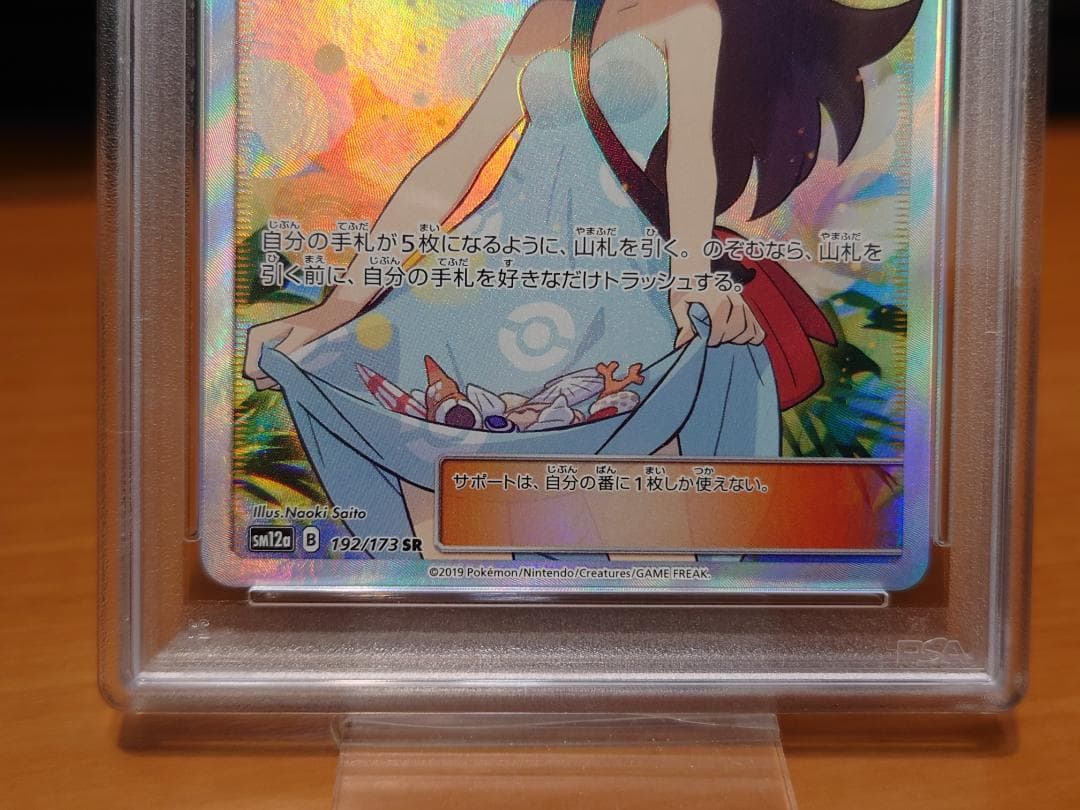 自分の手札が5枚になるように、山札を引く。のぞむなら、山札を
引く前に、自分の手札を好きなだけトラッシュする。
サポートは、自分の番に1枚しか使えない。
Illus.Naoki Saito
SM12a B 192/173 SR
©2019 Pokémon/Nintendo/Creatures/GAME FREAK.
PSA